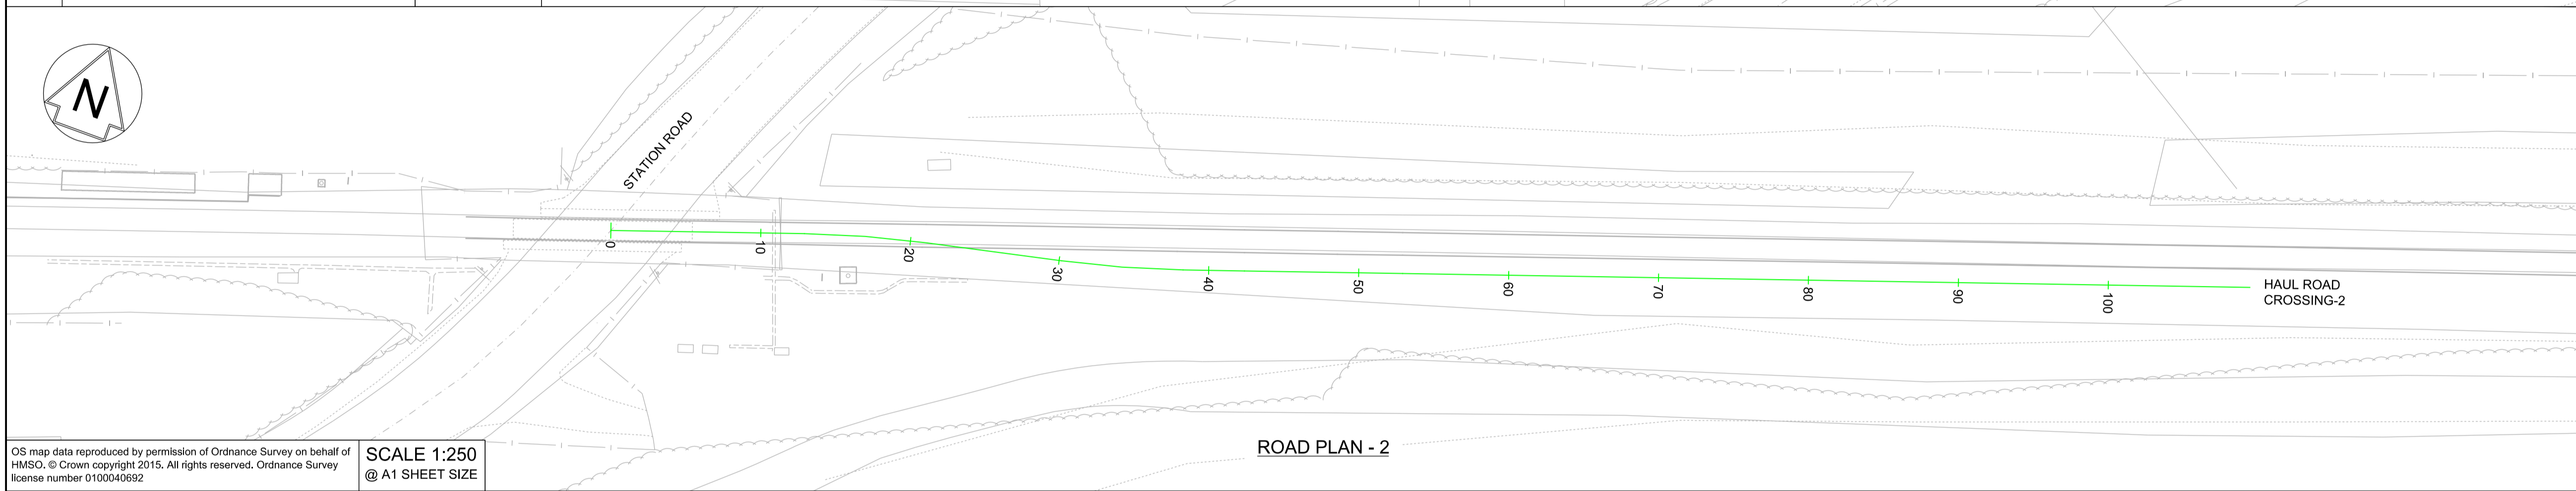 N
STATION ROAD
0
10
20
30
40
50
60
70
80
90
100
HAUL ROAD
CROSSING-2
ROAD PLAN - 2
OS map data reproduced by permission of Ordnance Survey on behalf of
HMSO. © Crown copyright 2015. All rights reserved. Ordnance Survey
license number 0100040692
SCALE 1:250
@ A1 SHEET SIZE